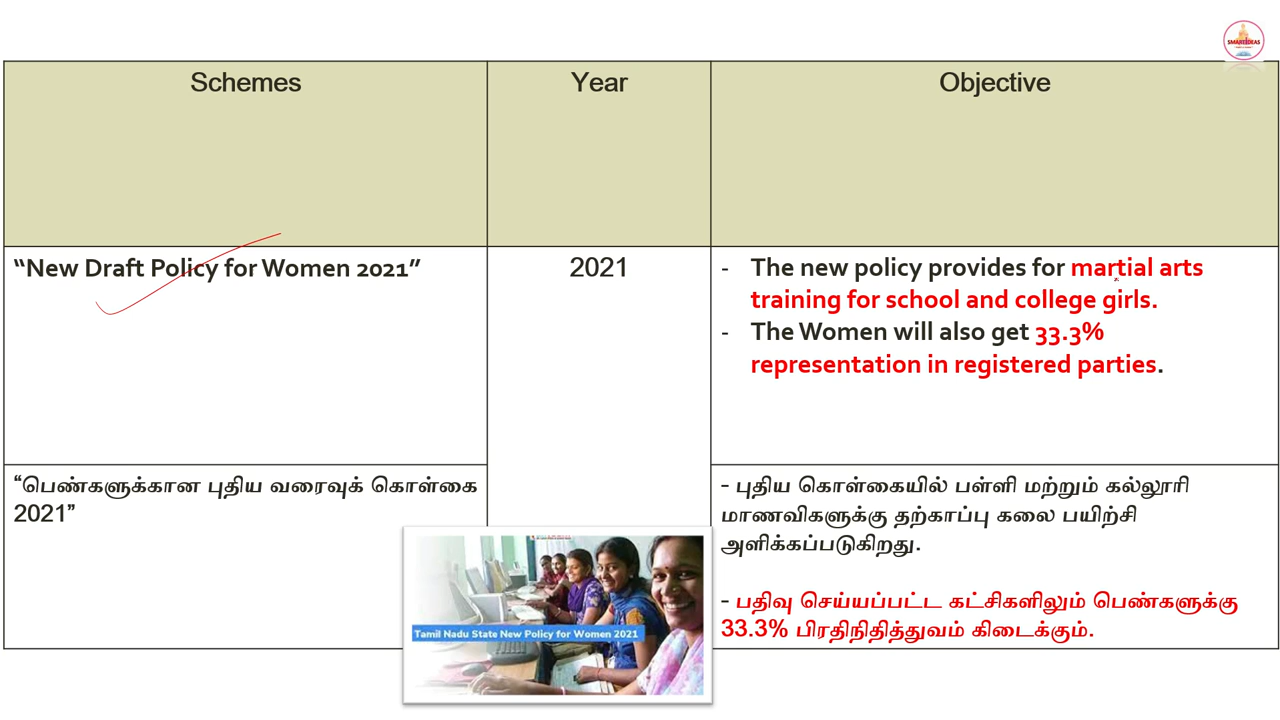 SMART IDEAS
Schemes
Year
Objective
“New Draft Policy for Women 2021”
2021
- The new policy provides for martial arts
training for school and college girls.
- The Women will also get 33.3%
representation in registered parties.
“பெண்களுக்கான புதிய வரைவுக் கொள்கை
2021”
- புதிய கொள்கையில் பள்ளி மற்றும் கல்லூரி
மாணவிகளுக்கு தற்காப்பு கலை பயிற்சி
அளிக்கப்படுகிறது.
- பதிவு செய்யப்பட்ட கட்சிகளிலும் பெண்களுக்கு
33.3% பிரதிநிதித்துவம் கிடைக்கும்.
Tamil Nadu State New Policy for Women 2021